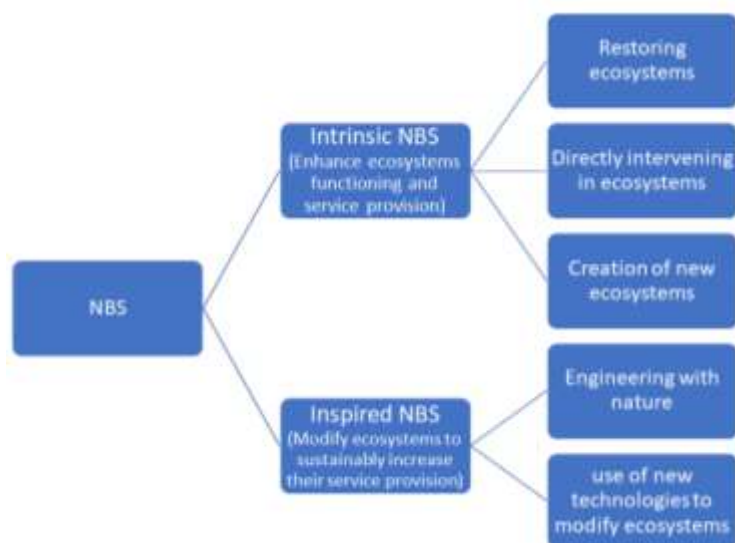 Restoring
ecosystems
Intrinsic NBS
(Enhance ecosystems
functioning and
service provision)
Directly intervening
in ecosystems
Creation of new
ecosystems
NBS
Engineering with
nature
Inspired NBS
(Modify ecosystems to
sustainably increase
their service provision)
use of new
technologies to
modify ecosystems